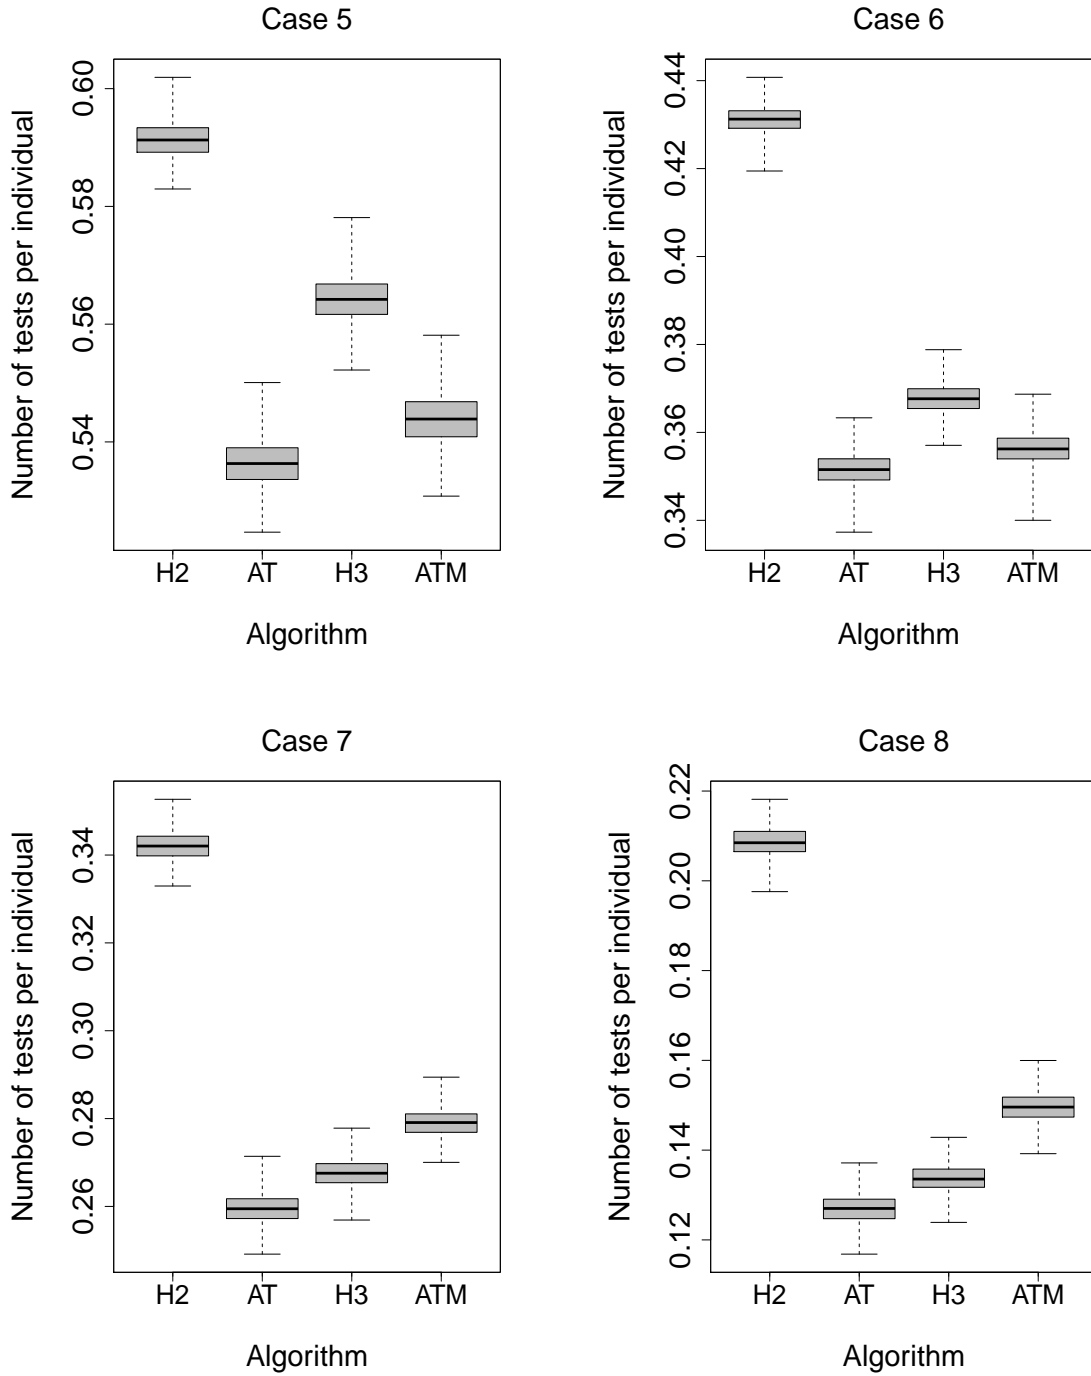 Case 5
Number of tests per individual
0.60
0.58
0.56
0.54
H2 AT H3 ATM
Algorithm
Case 6
Number of tests per individual
0.44
0.42
0.40
0.38
0.36
0.34
H2 AT H3 ATM
Algorithm
Case 7
Number of tests per individual
0.34
0.32
0.30
0.28
0.26
H2 AT H3 ATM
Algorithm
Case 8
Number of tests per individual
0.22
0.20
0.18
0.16
0.14
0.12
H2 AT H3 ATM
Algorithm